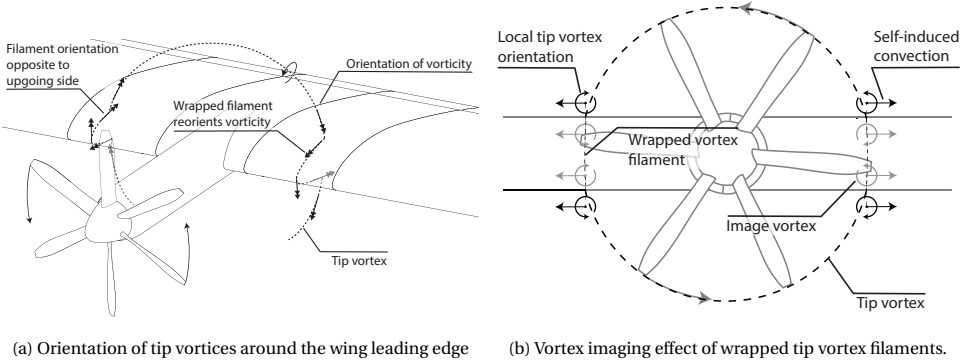 Filament orientation
opposite to
upgoing side
Orientation of vorticity
Wrapped filament
reorients vorticity
Tip vortex
(a) Orientation of tip vortices around the wing leading edge
Local tip vortex
orientation
Self-induced
convection
Wrapped vortex
filament
Image vortex
Tip vortex
(b) Vortex imaging effect of wrapped tip vortex filaments.